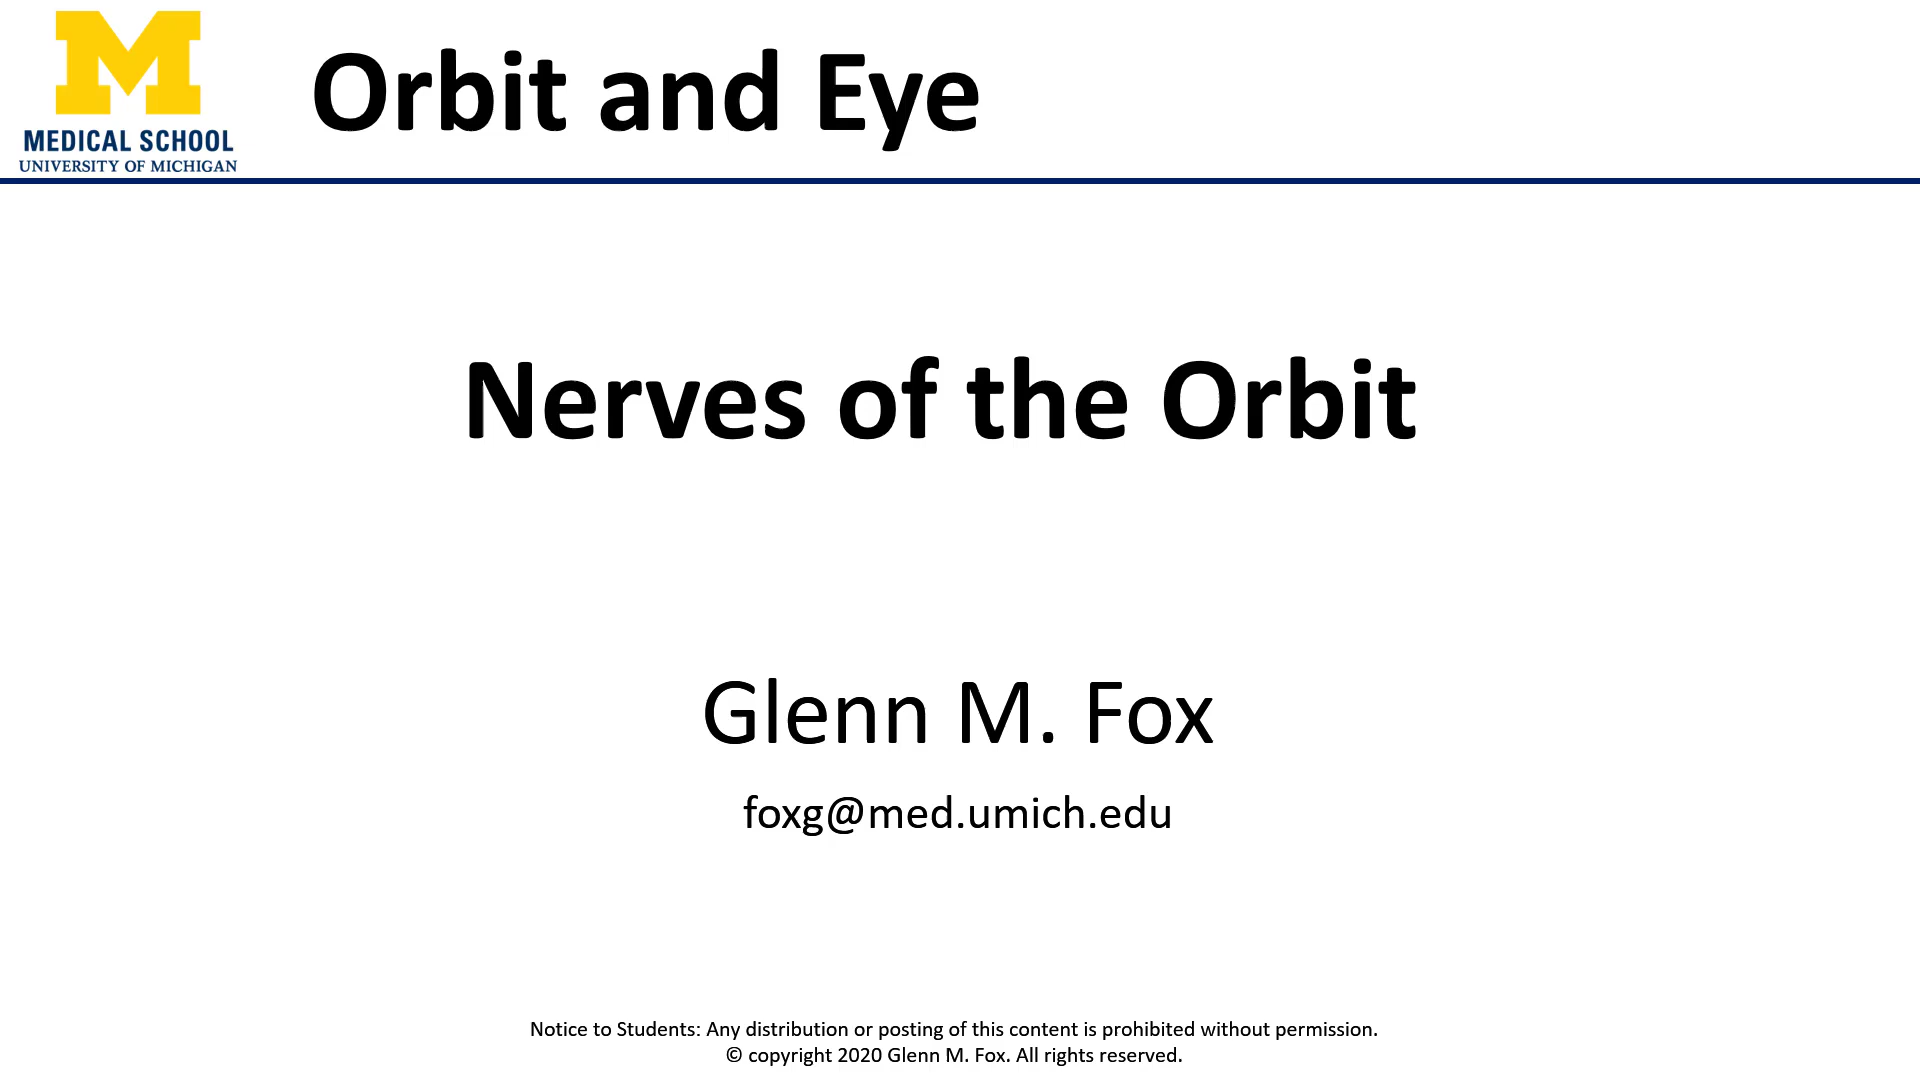 M
MEDICAL SCHOOL
UNIVERSITY OF MICHIGAN
Orbit and Eye
Nerves of the Orbit
Glenn M. Fox
foxg@med.umich.edu
Notice to Students: Any distribution or posting of this content is prohibited without permission.
© copyright 2020 Glenn M. Fox. All rights reserved.